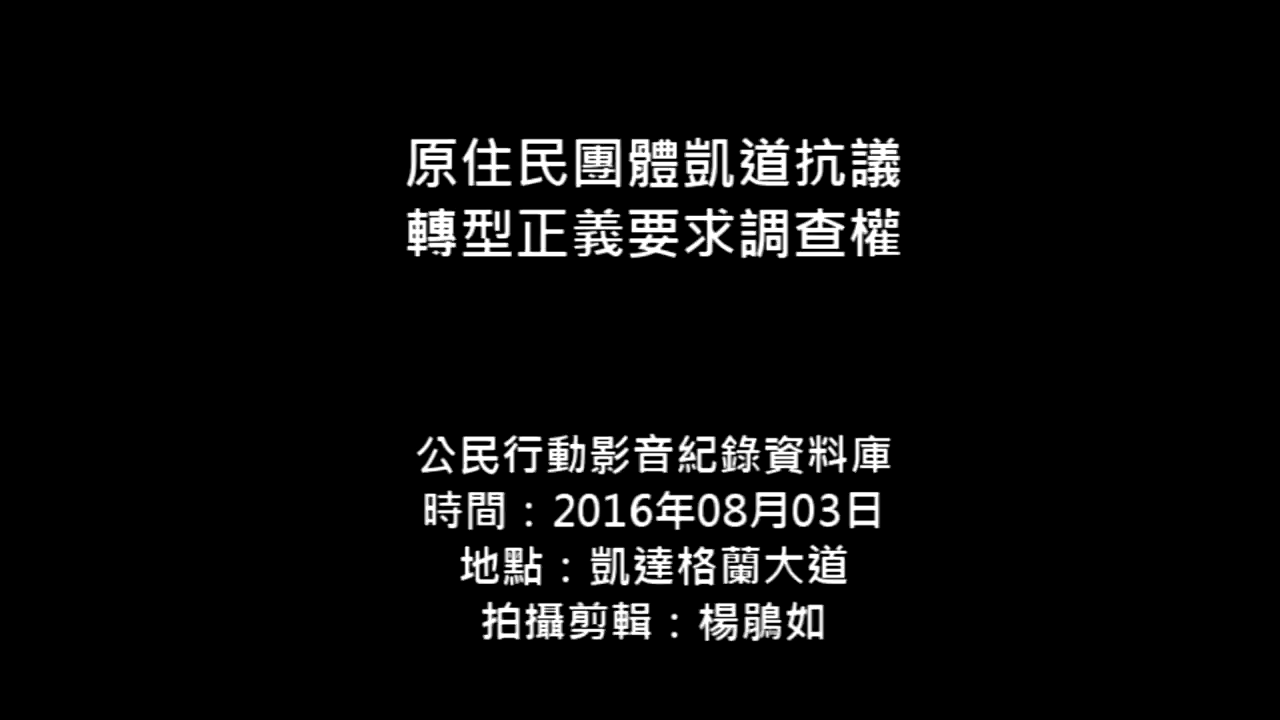 原住民團體凱道抗議
轉型正義要求調查權
公民行動影音紀錄資料庫
時間：2016年08月03日
地點：凱達格蘭大道
拍攝剪輯：楊鵑如